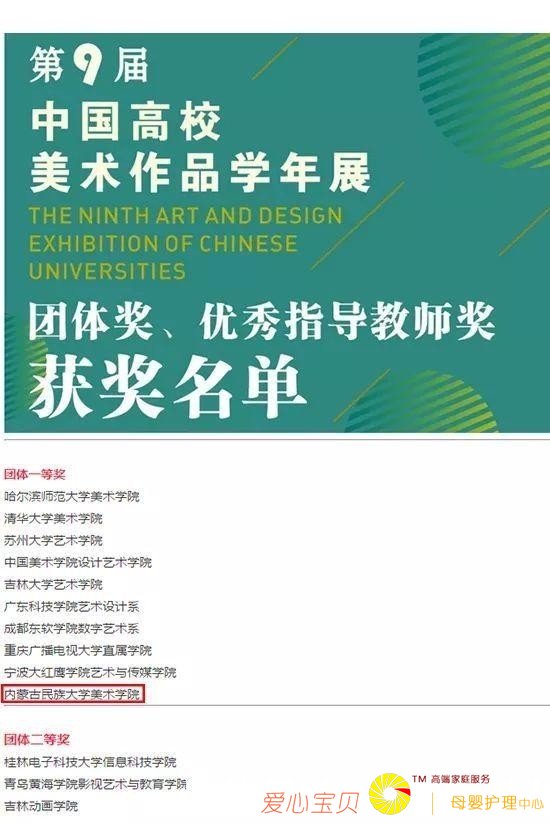 第9届
中国高校
美术作品学年展
THE NINTH ART AND DESIGN
EXHIBITION OF CHINESE
UNIVERSITIES
团体奖、优秀指导教师奖
获奖名单
团体一等奖
哈尔滨师范大学美术学院
清华大学美术学院
苏州大学艺术学院
中国美术学院设计艺术学院
吉林大学艺术学院
广东科技学院艺术设计系
成都东软学院数字艺术系
重庆广播电视大学直属学院
宁波大红鹰学院艺术与传媒学院
内蒙古民族大学美术学院
团体二等奖
桂林电子科技大学信息科技学院
青岛黄海学院影视艺术与教育学院
吉林动画学院
爱心宝贝
TM 高端家庭服务
母婴护理中心